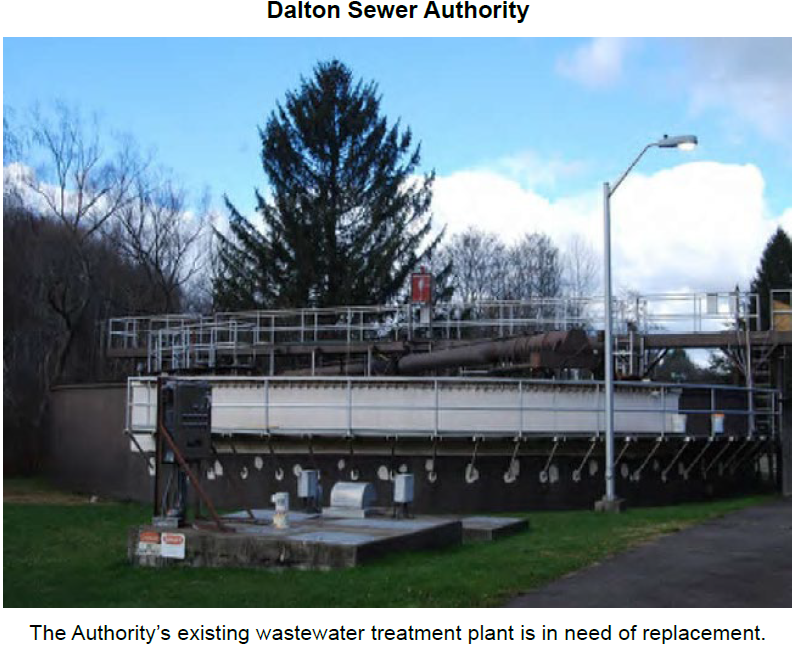 Dalton Sewer Authority
The Authority's existing wastewater treatment plant is in need of replacement.